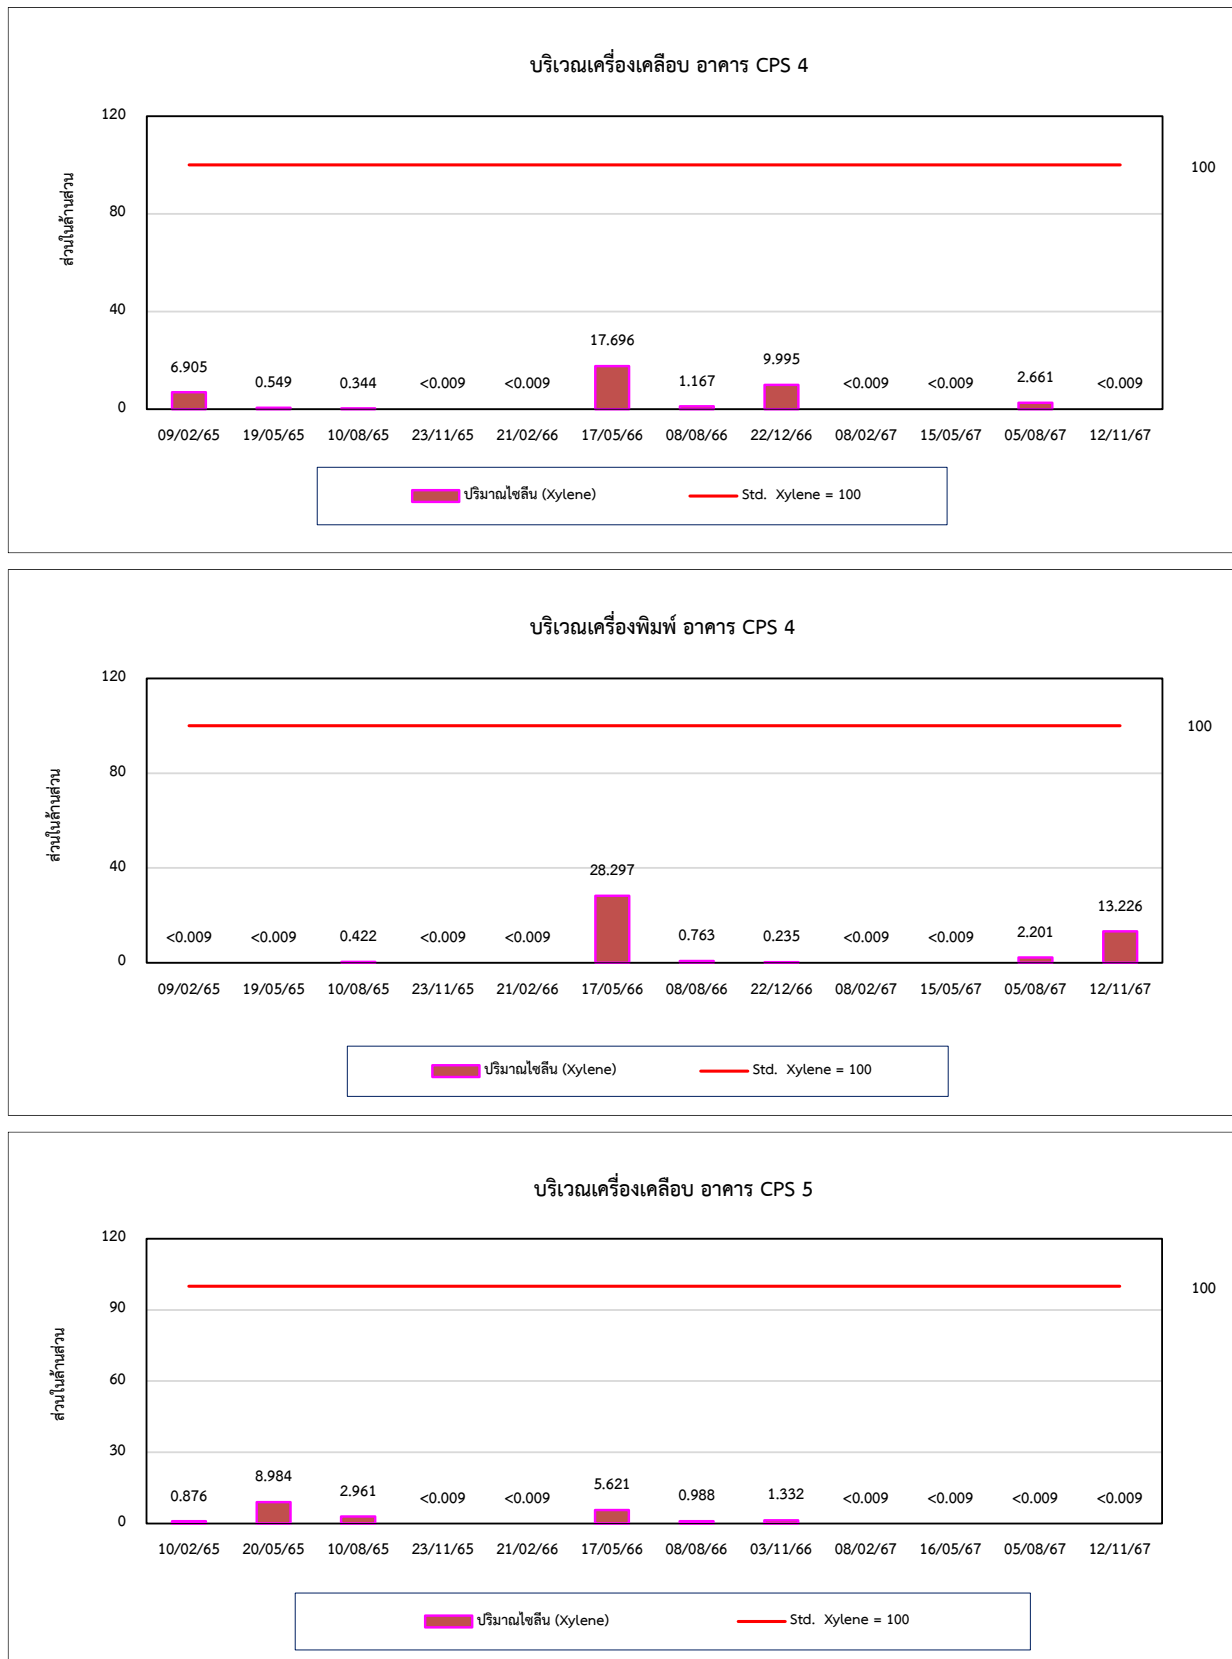 บริเวณเครื่องเคลือบ อาคาร CPS 4
120
100
80
ส่วนในล้านส่วน
40
17.696
9.995
6.905 0.549 0.344 <0.009 <0.009 1.167 <0.009 <0.009 2.661 <0.009
0
09/02/65 19/05/65 10/08/65 23/11/65 21/02/66 17/05/66 08/08/66 22/12/66 08/02/67 15/05/67 05/08/67 12/11/67
ปริมาณไซลีน (Xylene) Std. Xylene = 100
บริเวณเครื่องพิมพ์ อาคาร CPS 4
120
100
80
ส่วนในล้านส่วน
40
28.297
13.226
<0.009 <0.009 0.422 <0.009 <0.009 0.763 0.235 <0.009 <0.009 2.201
0
09/02/65 19/05/65 10/08/65 23/11/65 21/02/66 17/05/66 08/08/66 22/12/66 08/02/67 15/05/67 05/08/67 12/11/67
ปริมาณไซลีน (Xylene) Std. Xylene = 100
บริเวณเครื่องเคลือบ อาคาร CPS 5
120
100
90
ส่วนในล้านส่วน
60
30
0.876 8.984 2.961 <0.009 <0.009 5.621 0.988 1.332 <0.009 <0.009 <0.009 <0.009
0
10/02/65 20/05/65 10/08/65 23/11/65 21/02/66 17/05/66 08/08/66 03/11/66 08/02/67 16/05/67 05/08/67 12/11/67
ปริมาณไซลีน (Xylene) Std. Xylene = 100